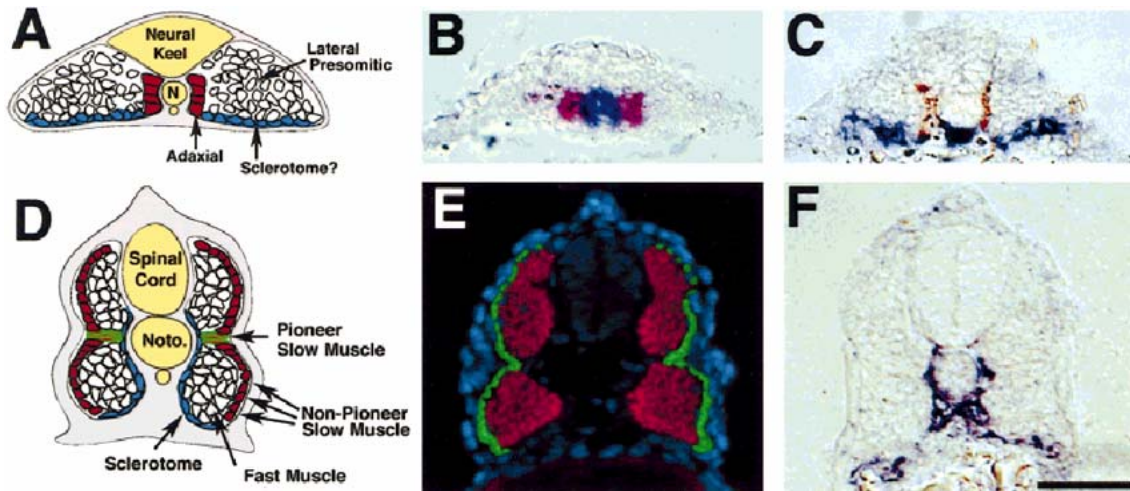 A
Neural
Keel
Lateral
Presomitic
N
Adaxial
Sclerotome?
B
C
D
Spinal
Cord
Noto.
Pioneer
Slow Muscle
Non-Pioneer
Slow Muscle
Sclerotome
Fast Muscle
E
F